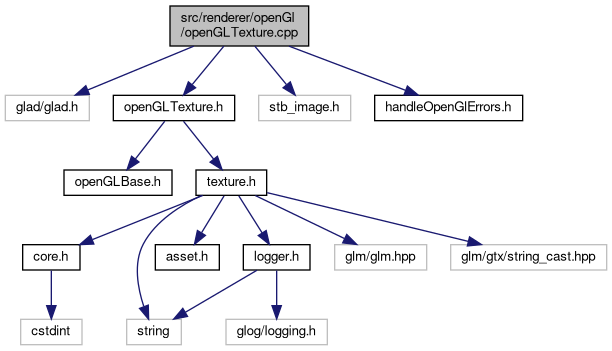 src/renderer/openGl
/openGLTexture.cpp
glad/glad.h
openGLTexture.h
stb_image.h
handleOpenGlErrors.h
openGLBase.h
texture.h
core.h
asset.h
logger.h
glm/glm.hpp
glm/gtx/string_cast.hpp
cstdint
string
glog/logging.h